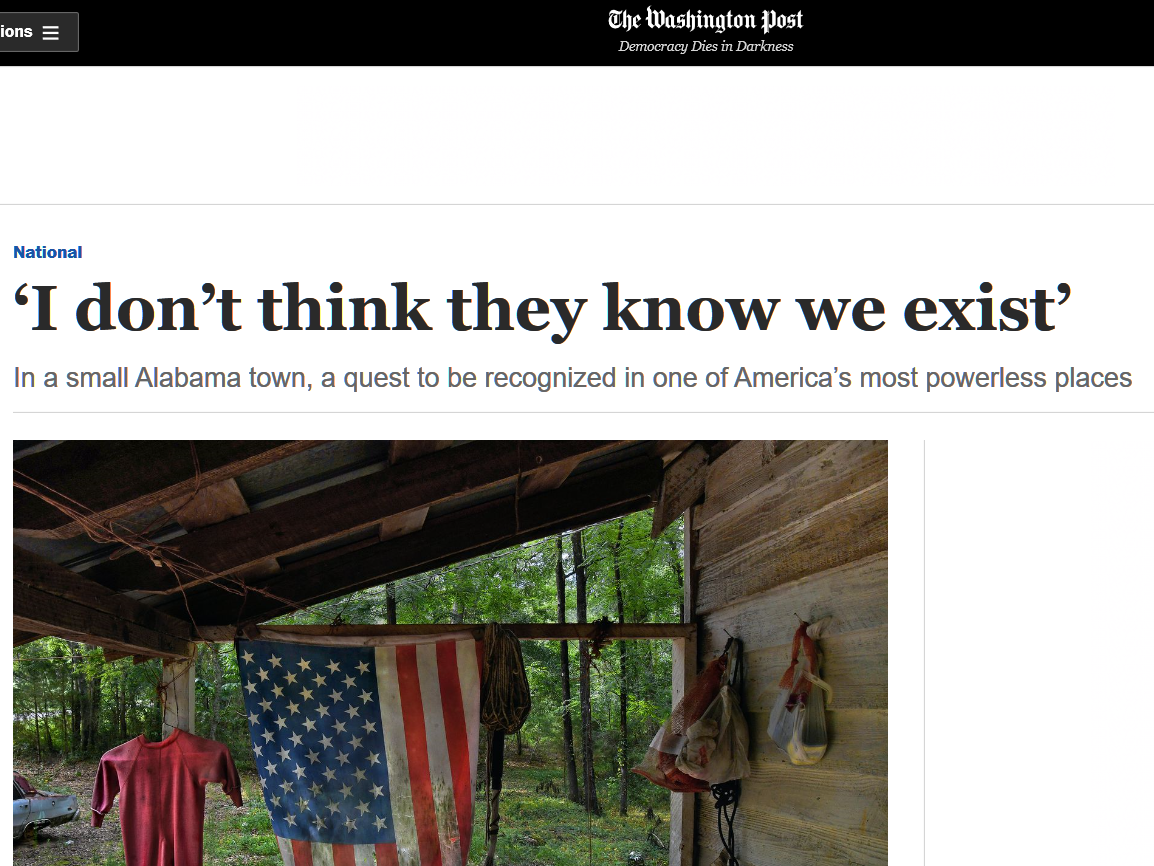 ions
The Washington Post
Democracy Dies in Darkness
National
‘I don’t think they know we exist’
In a small Alabama town, a quest to be recognized in one of America’s most powerless places